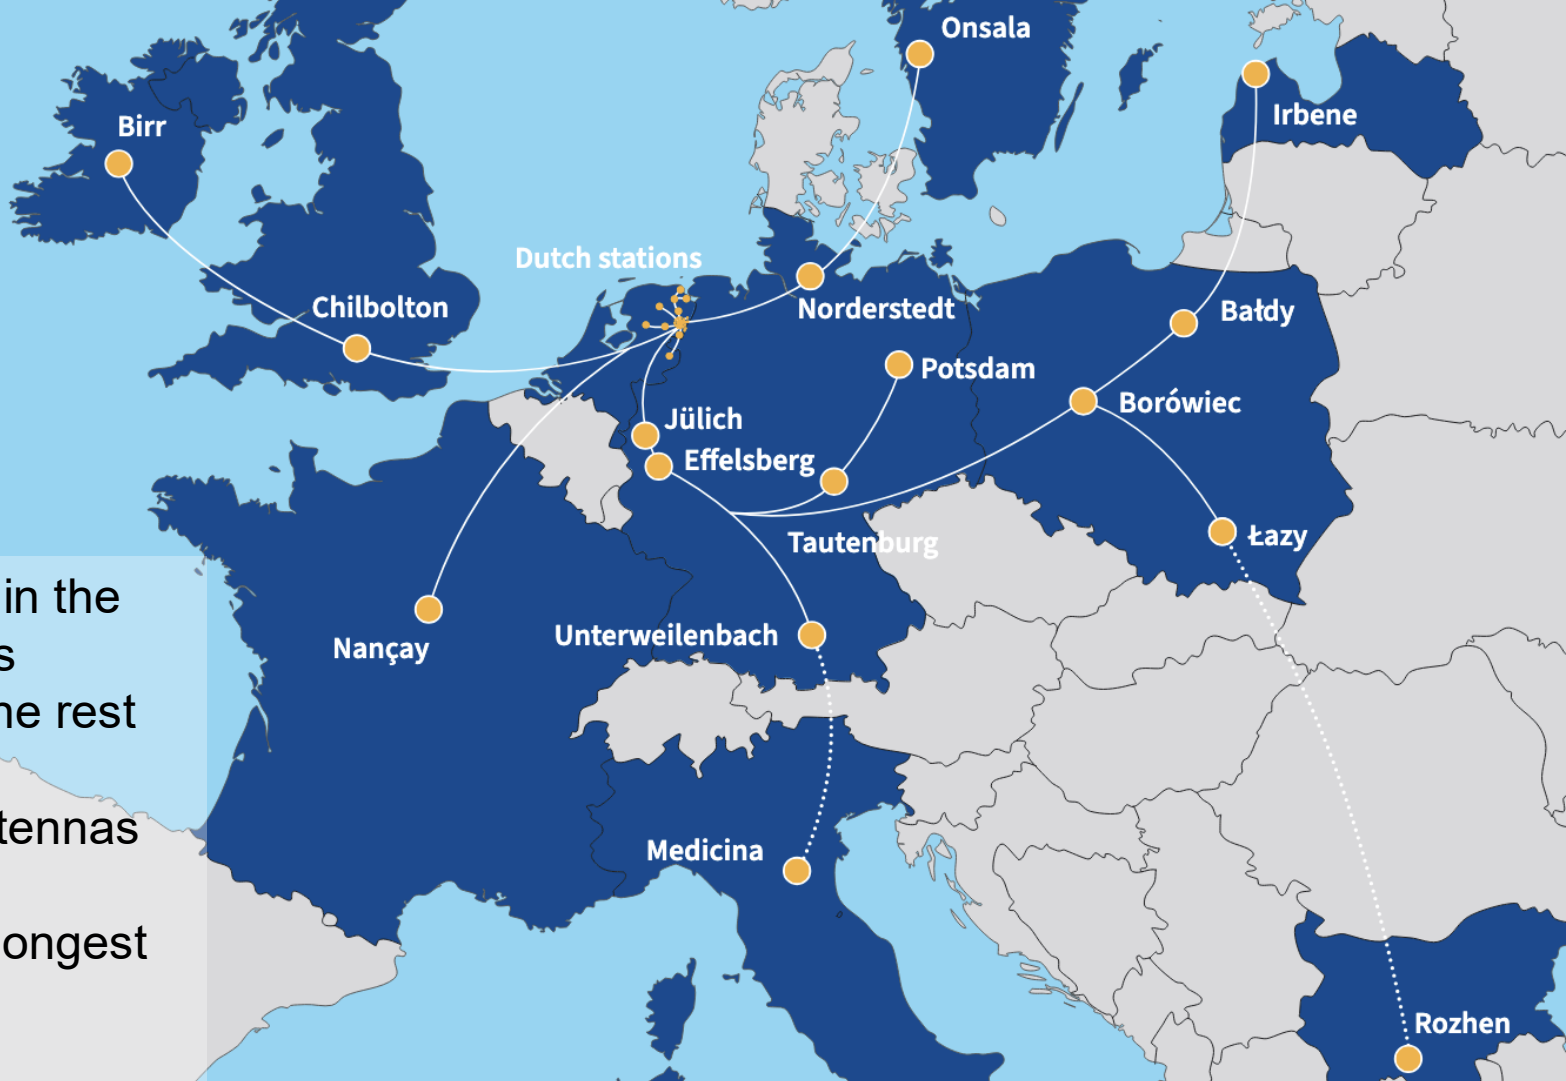 Onsala
Irbene
Birr
Dutch stations
Chilbolton
Norderstedt
Bałdy
Potsdam
Borówiec
Jülich
Effelsberg
Tautenburg
Łazy
in the
s
ne rest
tennas
ongest
Unterweilenbach
Nançay
Medicina
Rozhen